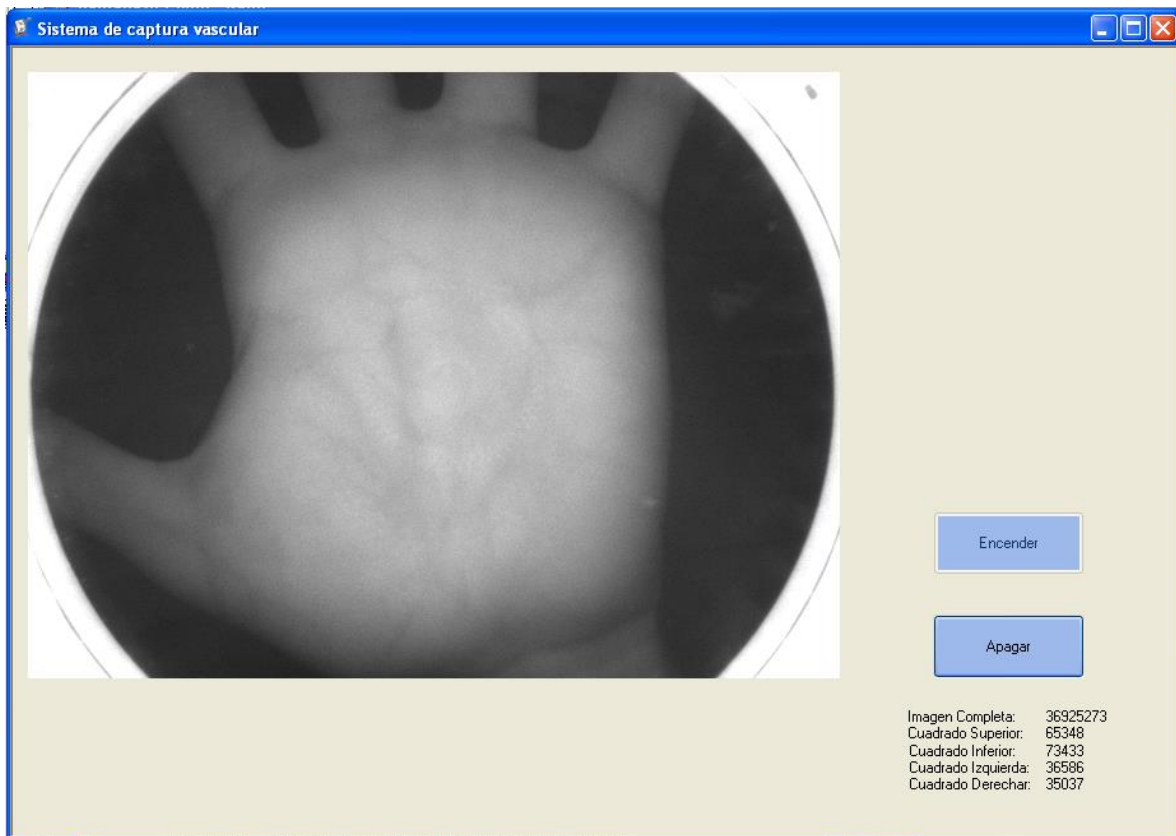 Sistema de captura vascular
Encender
Apagar
Imagen Completa: 36925273
Cuadrado Superior: 65348
Cuadrado Inferior: 73433
Cuadrado Izquierda: 36586
Cuadrado Derechar: 35037